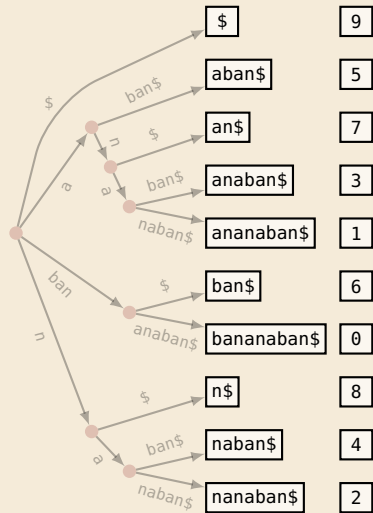 $ 9
$
ban$
aban$ 5
n
$
an$ 7
a
a
ban$
anaban$ 3
naban$
ananaban$ 1
ban
$
ban$ 6
anaban$
bananaban$ 0
n
$
n$ 8
a
ban$
naban$ 4
naban$
nanaban$ 2